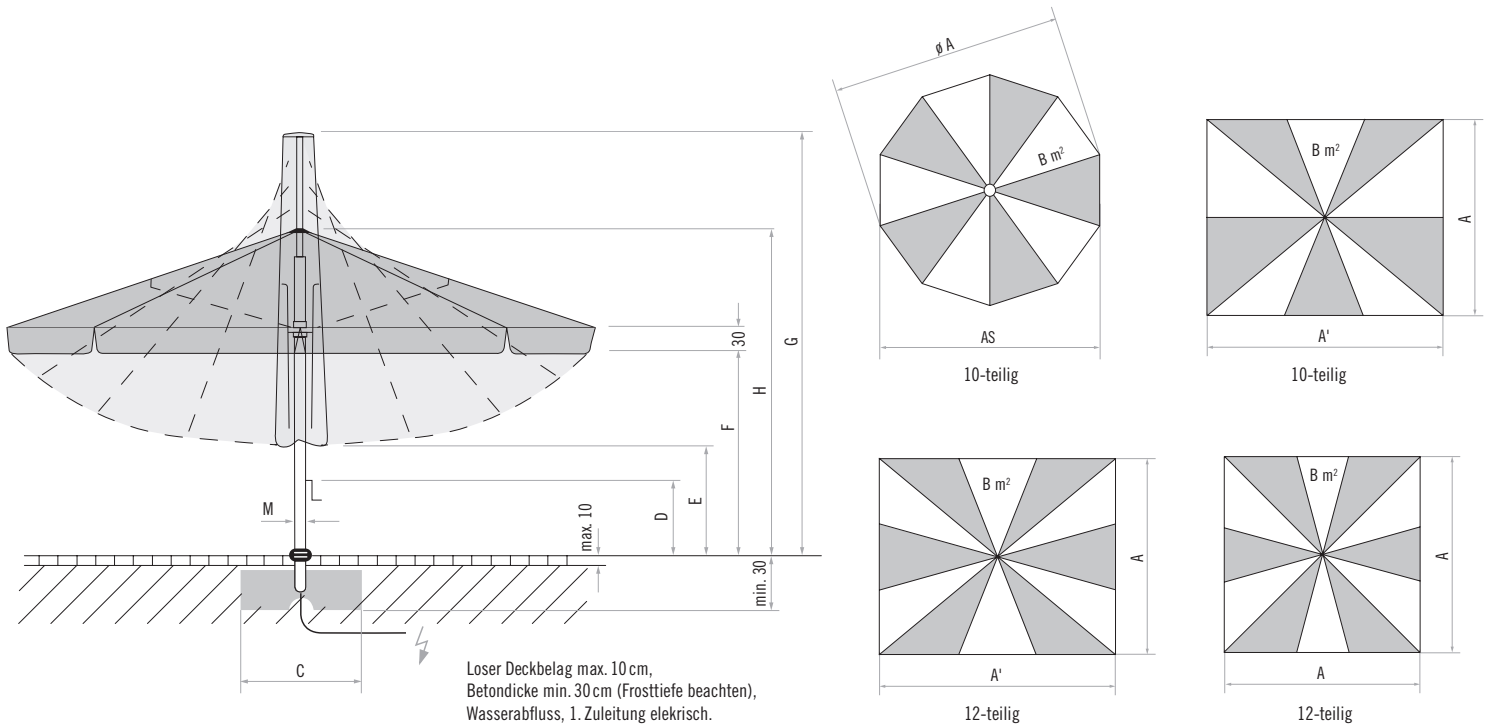 ø A
B m²
AS
10-teilig
B m²
A
A'
10-teilig
30
G
H
F
E
D
M
max. 10
min. 30
C
Loser Deckbelag max. 10 cm,
Betondicke min. 30 cm (Frosttiefe beachten),
Wasserabfluss, 1. Zuleitung elekrisch.
B m²
A
A'
12-teilig
B m²
A
A
12-teilig